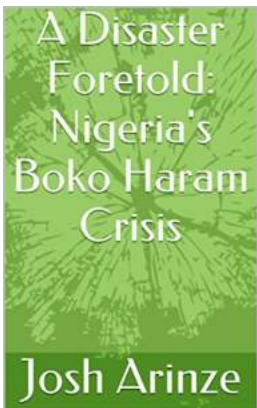 A Disaster
Foretold:
Nigeria's
Boko Haram
Crisis
Josh Arinze